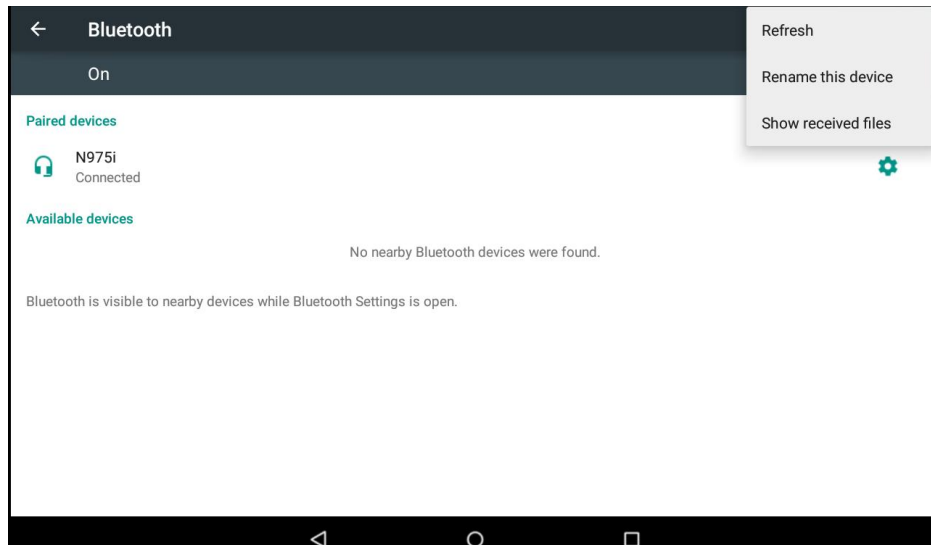 Bluetooth
On
Refresh
Rename this device
Show received files
Paired devices
N975i
Connected
Available devices
No nearby Bluetooth devices were found.
Bluetooth is visible to nearby devices while Bluetooth Settings is open.